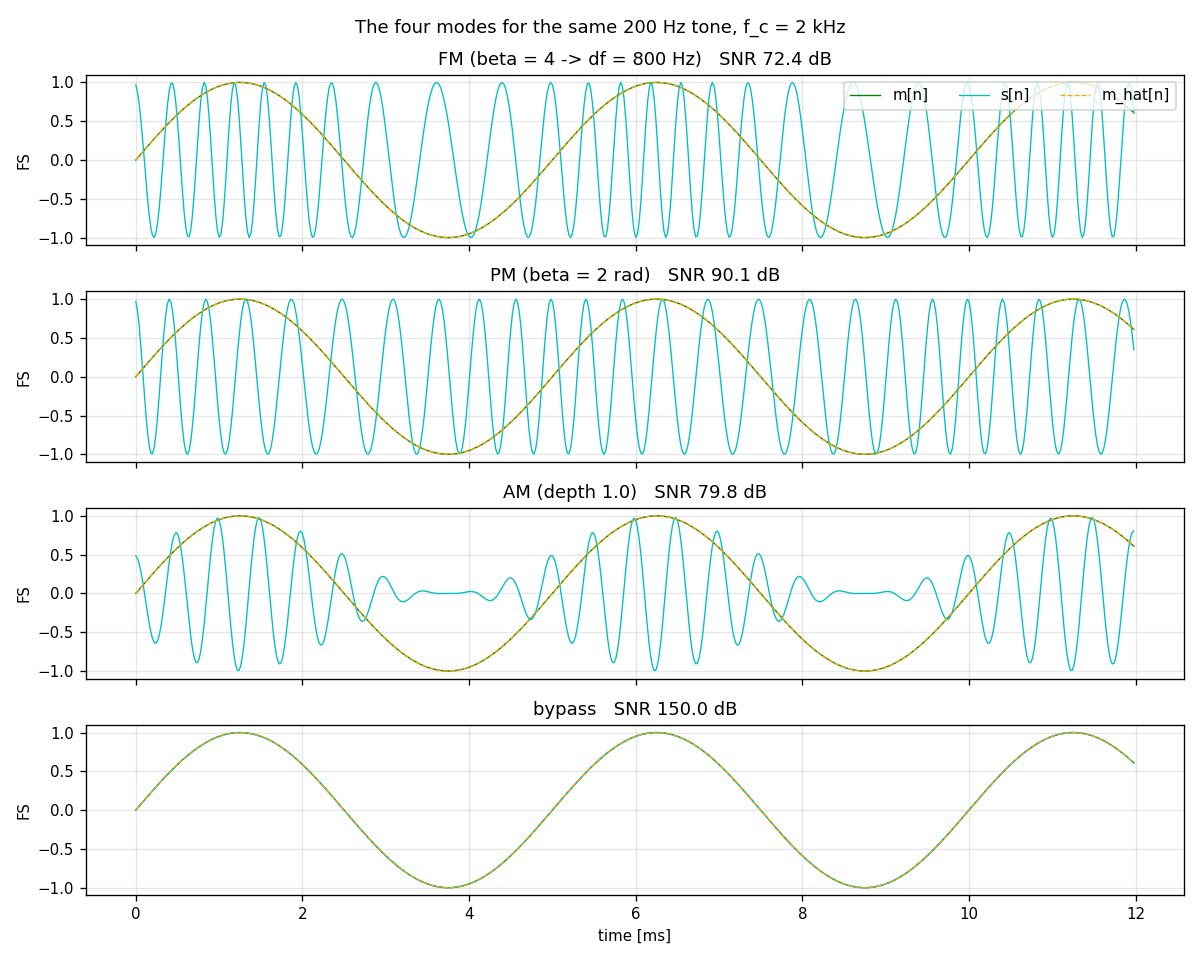 The four modes for the same 200 Hz tone, f_c = 2 kHz
FM (beta = 4 -> df = 800 Hz)   SNR 72.4 dB
m[n]   s[n]   m_hat[n]
1.0
0.5
0.0
−0.5
−1.0
FS
PM (beta = 2 rad)   SNR 90.1 dB
1.0
0.5
0.0
−0.5
−1.0
FS
AM (depth 1.0)   SNR 79.8 dB
1.0
0.5
0.0
−0.5
−1.0
FS
bypass   SNR 150.0 dB
1.0
0.5
0.0
−0.5
−1.0
FS
0 2 4 6 8 10 12
time [ms]